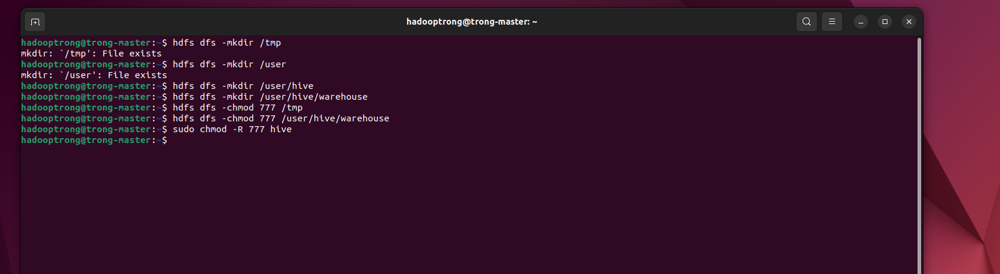 hadooptrong@trong-master: ~
hadooptrong@trong-master:~$ hdfs dfs -mkdir /tmp
mkdir: `/tmp': File exists
hadooptrong@trong-master:~$ hdfs dfs -mkdir /user
mkdir: `/user': File exists
hadooptrong@trong-master:~$ hdfs dfs -mkdir /user/hive
hadooptrong@trong-master:~$ hdfs dfs -mkdir /user/hive/warehouse
hadooptrong@trong-master:~$ hdfs dfs -chmod 777 /tmp
hadooptrong@trong-master:~$ hdfs dfs -chmod 777 /user/hive/warehouse
hadooptrong@trong-master:~$ sudo chmod -R 777 hive
hadooptrong@trong-master:~$